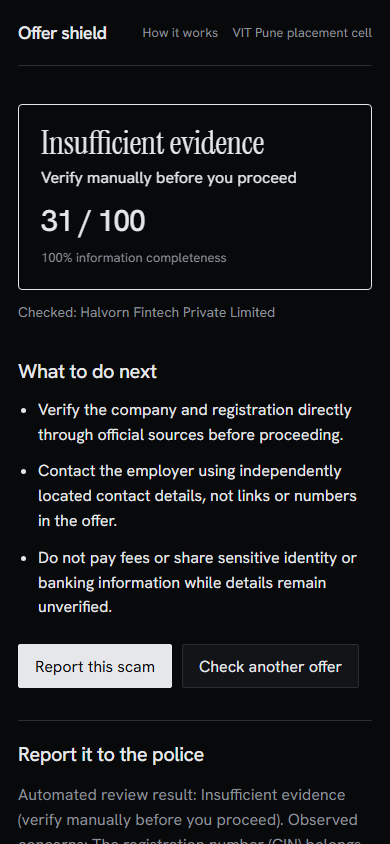 Offer shield
How it works
VIT Pune placement cell
Insufficient evidence
Verify manually before you proceed
31 / 100
100% information completeness
Checked: Halvorn Fintech Private Limited
What to do next
• Verify the company and registration directly
through official sources before proceeding.
• Contact the employer using independently
located contact details, not links or numbers
in the offer.
• Do not pay fees or share sensitive identity or
banking information while details remain
unverified.
Report this scam
Check another offer
Report it to the police
Automated review result: Insufficient evidence
(verify manually before you proceed). Observed
concerns: The registration number (CIN) belongs